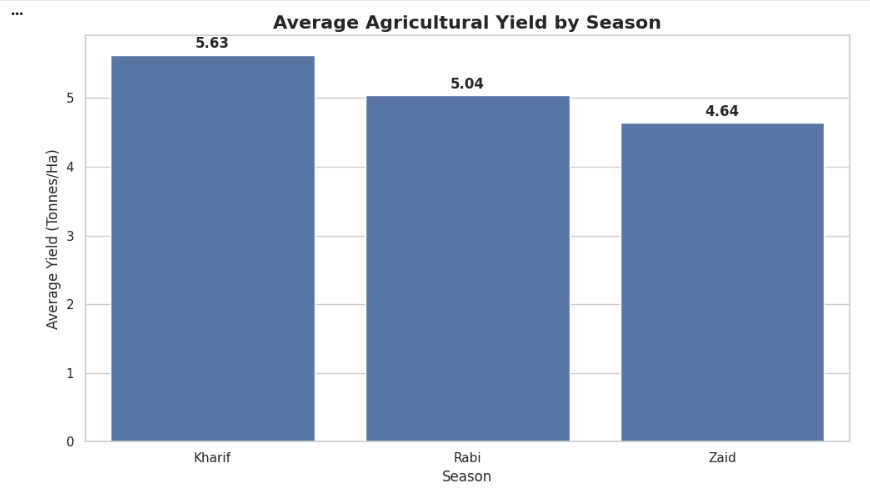 ...
Average Agricultural Yield by Season
5.63
5.04
4.64
Average Yield (Tonnes/Ha)
5
4
3
2
1
0
Kharif Rabi Zaid
Season